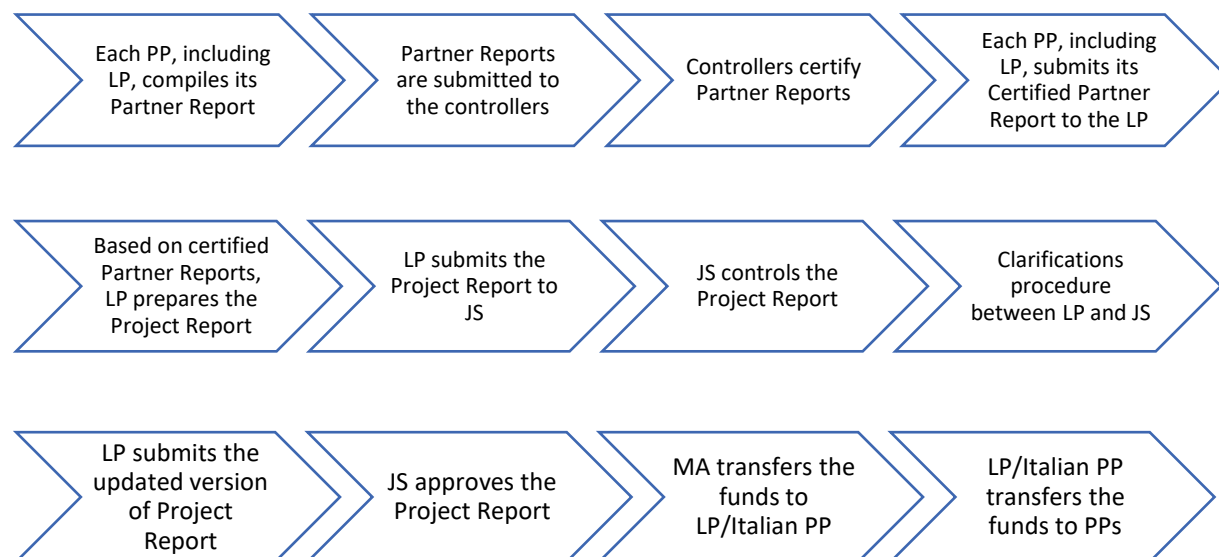 Each PP, including
LP, compiles its
Partner Report
Partner Reports
are submitted to
the controllers
Controllers certify
Partner Reports
Each PP, including
LP, submits its
Certified Partner
Report to the LP
Based on certified
Partner Reports,
LP prepares the
Project Report
LP submits the
Project Report to
JS
JS controls the
Project Report
Clarifications
procedure
between LP and JS
LP submits the
updated version
of Project
Report
JS approves the
Project Report
MA transfers the
funds to
LP/Italian PP
LP/Italian PP
transfers the
funds to PPs